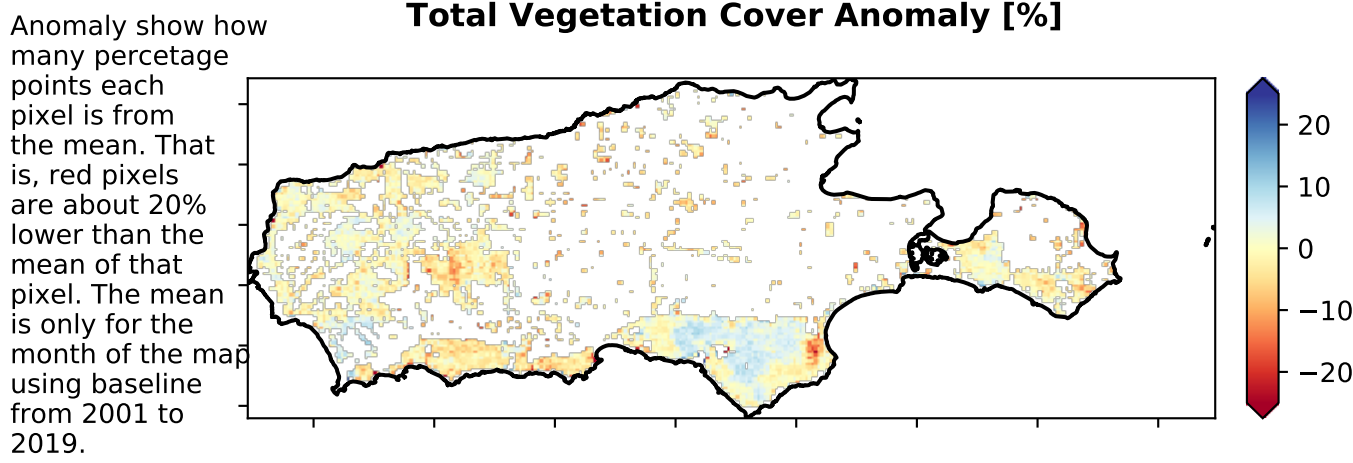 Total Vegetation Cover Anomaly [%]
Anomaly show how
many percetage
points each
pixel is from
the mean. That
is, red pixels
are about 20%
lower than the
mean of that
pixel. The mean
is only for the
month of the map
using baseline
from 2001 to
2019.
20
10
0
−10
−20